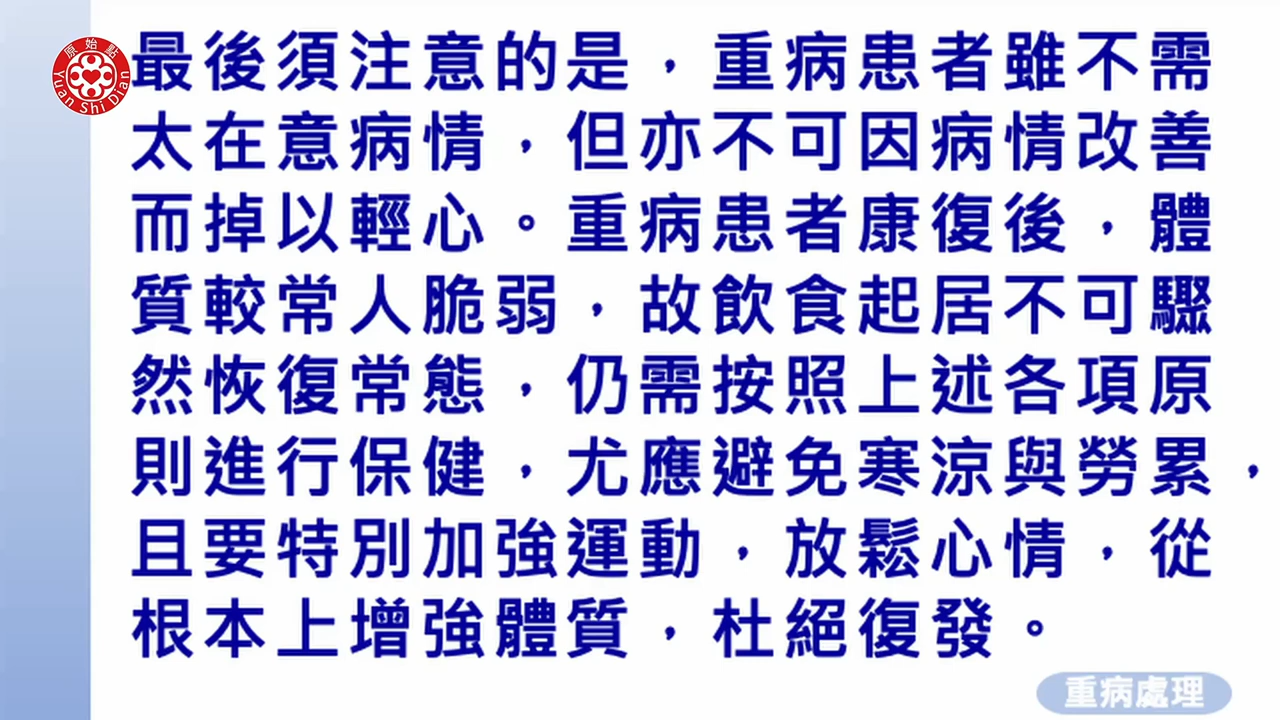 原始點
Yuan Shi Dian
最後須注意的是，重病患者雖不需
太在意病情，但亦不可因病情改善
而掉以輕心。重病患者康復後，體
質較常人脆弱，故飲食起居不可驟
然恢復常態，仍需按照上述各項原
則進行保健，尤應避免寒涼與勞累，
且要特別加強運動，放鬆心情，從
根本上增強體質，杜絕復發。
重病處理